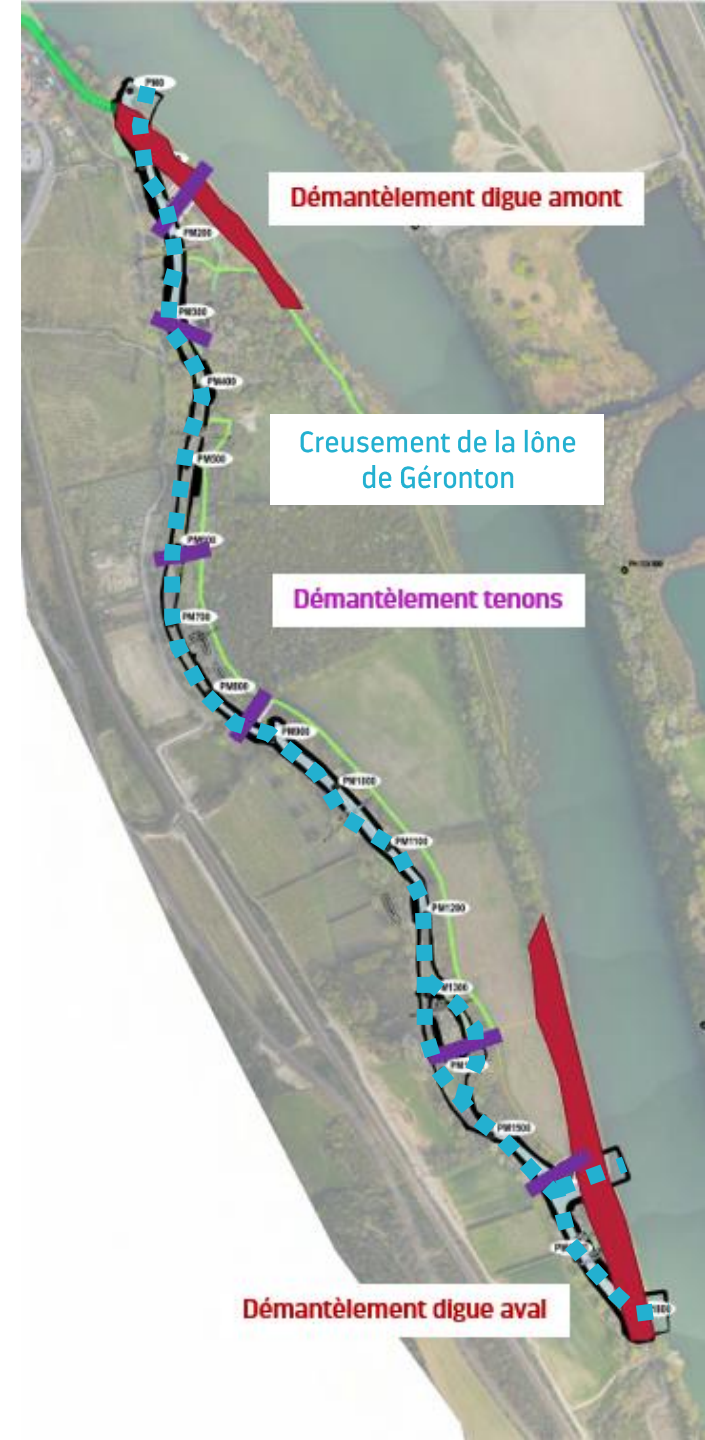 PM0
Démantèlement digue amont
PM200
PM300
PM400
Creusement de la lône
de Géronton
PM500
PM600
Démantèlement tenons
PM700
PM800
PM900
PM1000
PM1100
PM1200
PM1500
Démantèlement digue aval